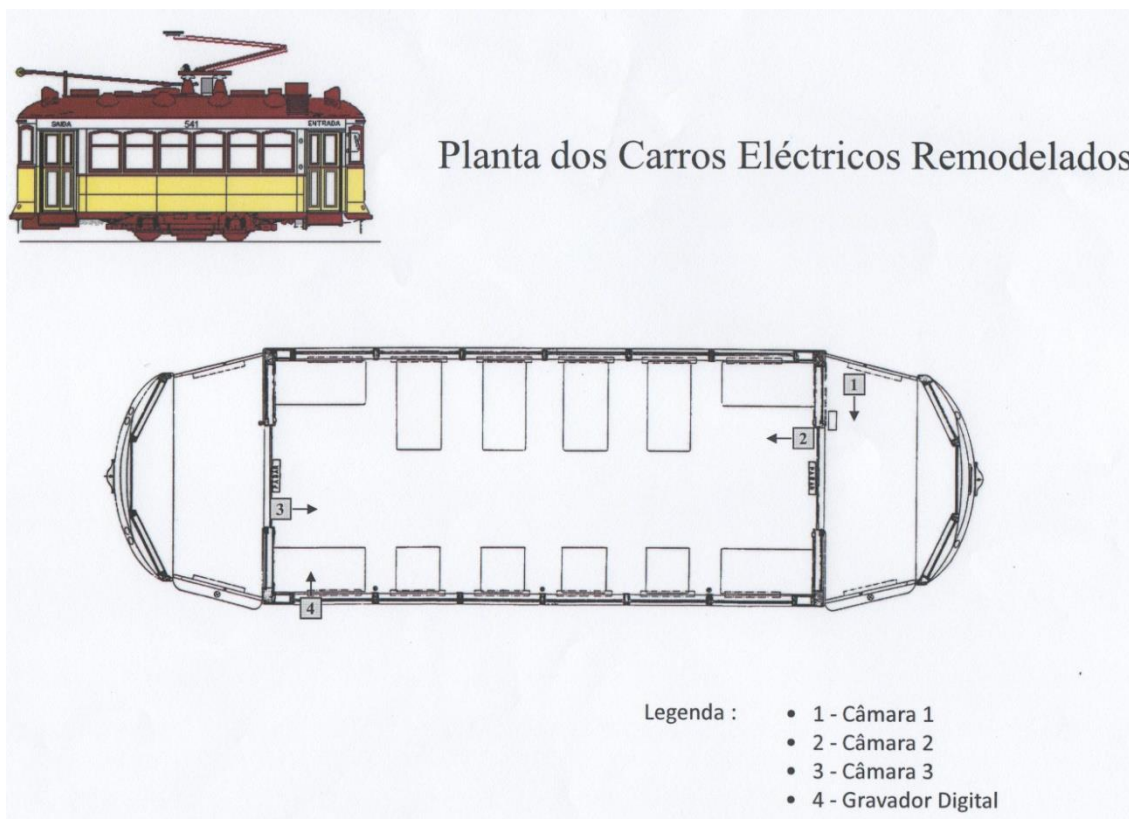 SAIDA 541 ENTRADA
Planta dos Carros Eléctricos Remodelados
1
2
3
4
Legenda :
• 1 - Câmara 1
• 2 - Câmara 2
• 3 - Câmara 3
• 4 - Gravador Digital